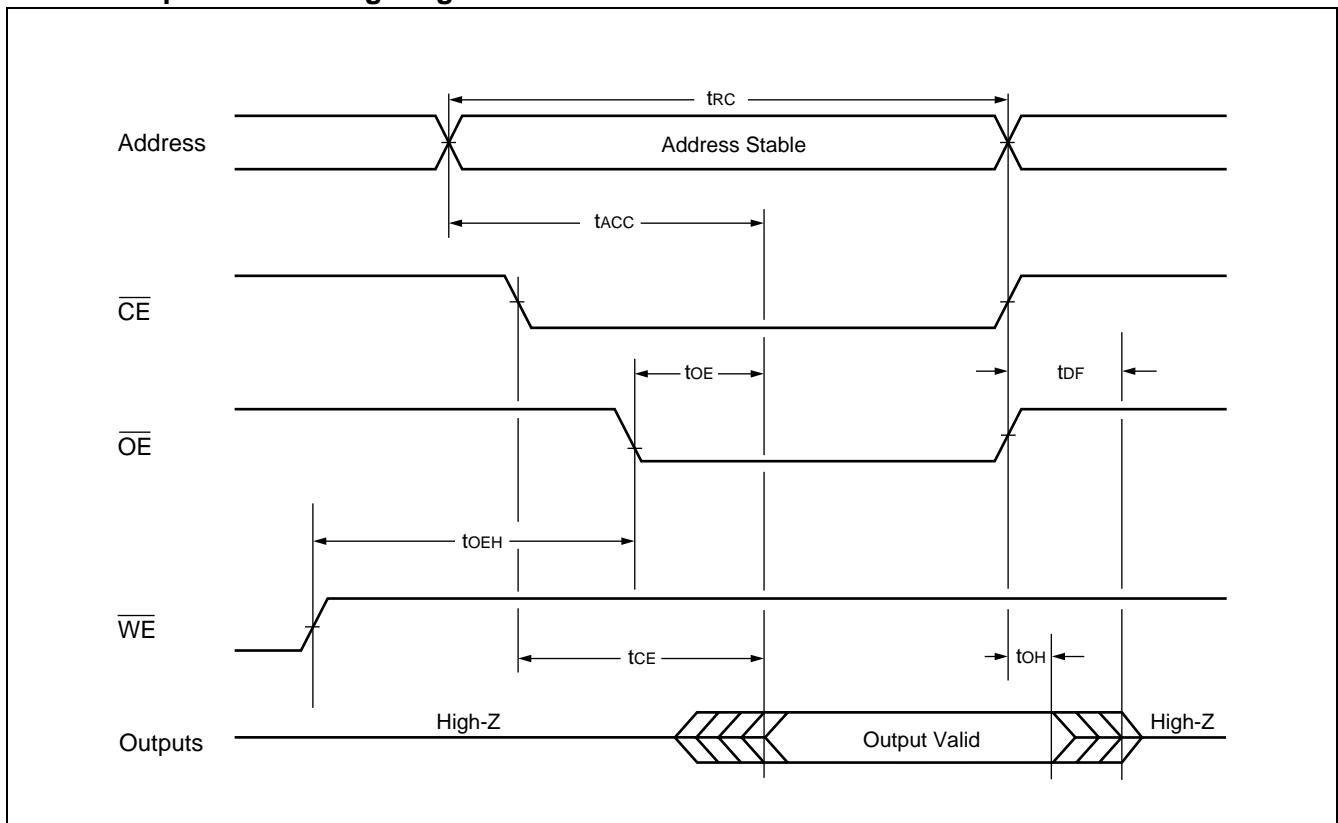 tRC
Address
Address Stable
tACC
CE
tOE
tDF
OE
tOEH
WE
tCE
tOH
High-Z
High-Z
Outputs
Output Valid